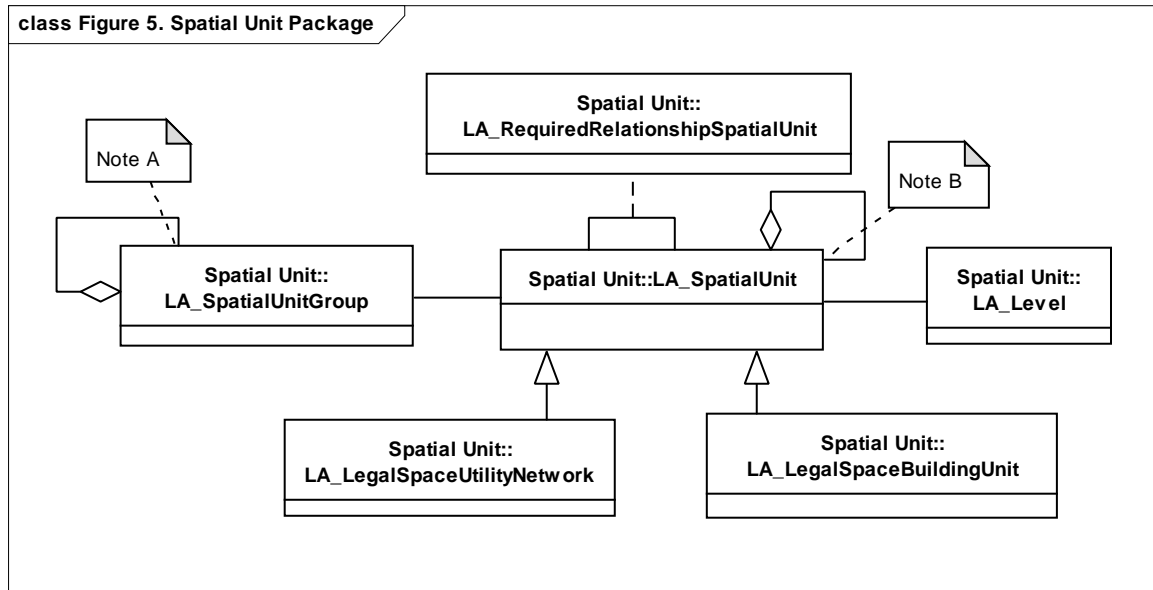 class Figure 5. Spatial Unit Package
Spatial Unit::
LA_RequiredRelationshipSpatialUnit
Note A
Note B
Spatial Unit::
LA_SpatialUnitGroup
Spatial Unit::LA_SpatialUnit
Spatial Unit::
LA_Level
Spatial Unit::
LA_LegalSpaceUtilityNetwork
Spatial Unit::
LA_LegalSpaceBuildingUnit